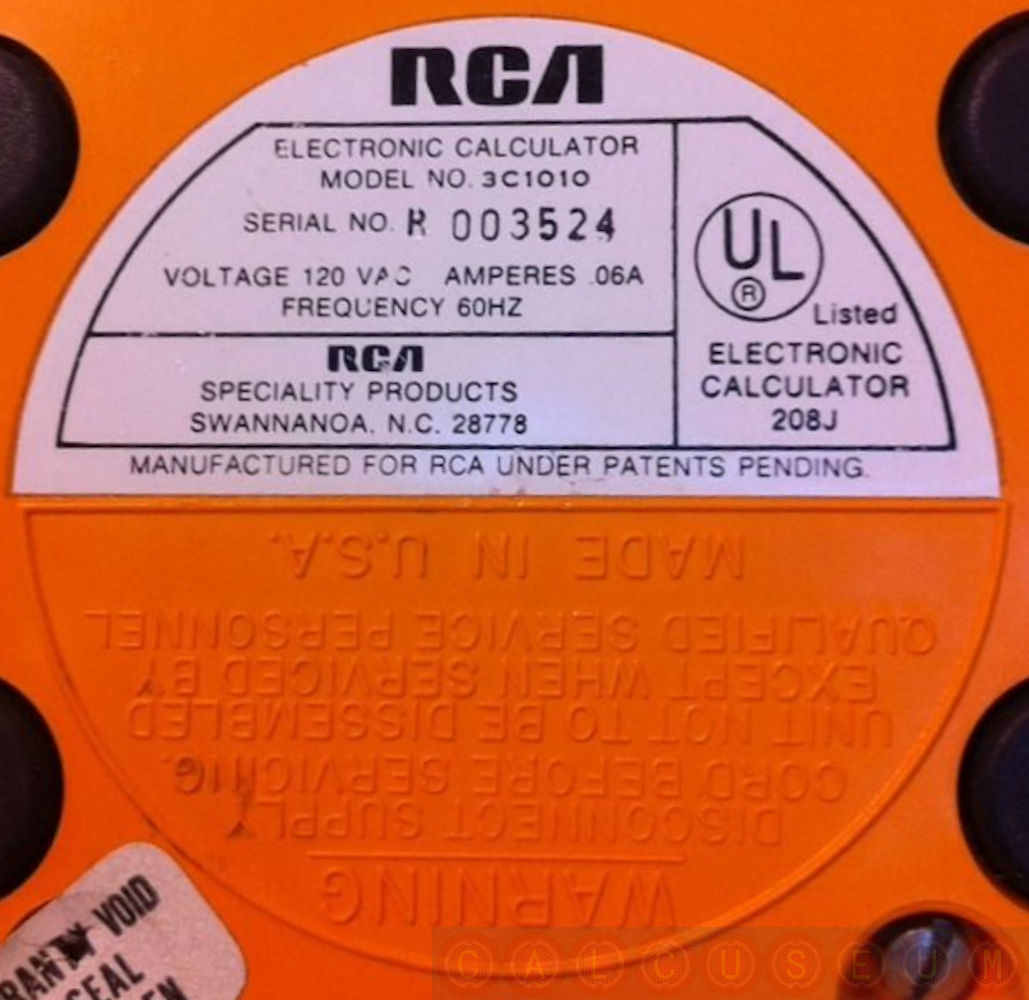 RCA
ELECTRONIC CALCULATOR
MODEL NO. 3C1010
SERIAL NO. R 003524
VOLTAGE 120 VAC AMPERES .06A
FREQUENCY 60HZ
UL
®
Listed
ELECTRONIC
CALCULATOR
208J
RCA
SPECIALITY PRODUCTS
SWANNANOA, N.C. 28778
MANUFACTURED FOR RCA UNDER PATENTS PENDING.
WARNING
DISCONNECT SUPPLY
CORD BEFORE SERVICING.
UNIT NOT TO BE DISSEMBLED
EXCEPT WHEN SERVICED BY
QUALIFIED SERVICE PERSONNEL
MADE IN U.S.A.
VOID
SEAL
CALCUSEUM